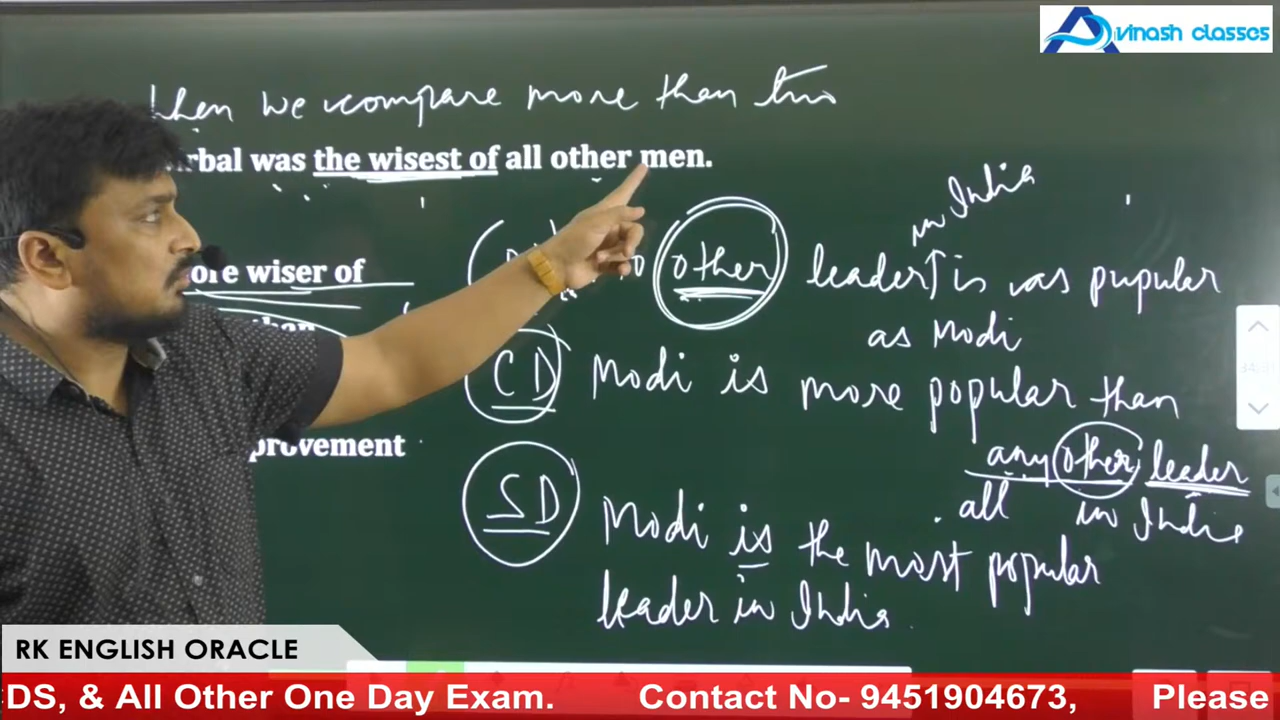 vinash classes
when we compare more than two
rbal was the wisest of all other men.
in India
ore wiser of
other leader is as pupular
as Modi
than
CD Modi is more popular than
any other leader
provement
all in India
SD Modi is the most popular
leader in India
RK ENGLISH ORACLE
DS, & All Other One Day Exam. Contact No- 9451904673, Please